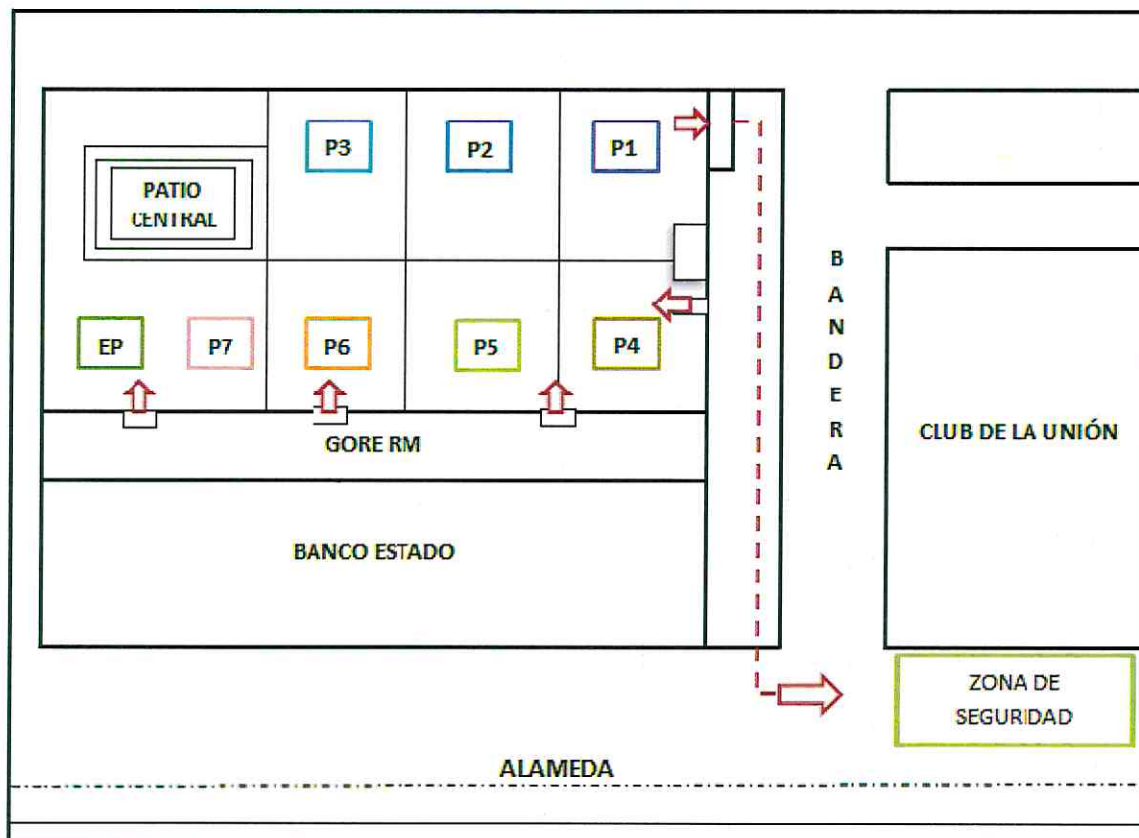 P3
P2
P1
PATIO
CENTRAL
EP
P7
P6
P5
P4
B
A
N
D
E
R
A
GORE RM
CLUB DE LA UNIÓN
BANCO ESTADO
ZONA DE
SEGURIDAD
ALAMEDA